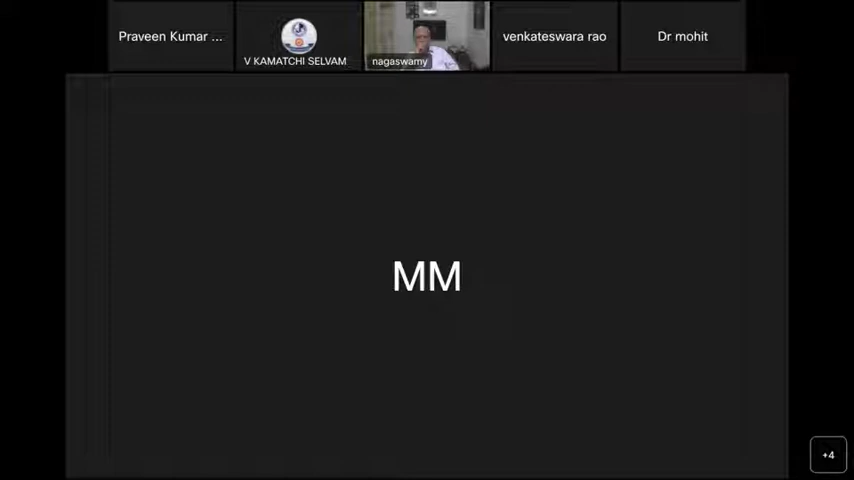 Praveen Kumar ...
V KAMATCHI SELVAM
nagaswamy
venkateswara rao
Dr mohit
MM
+4